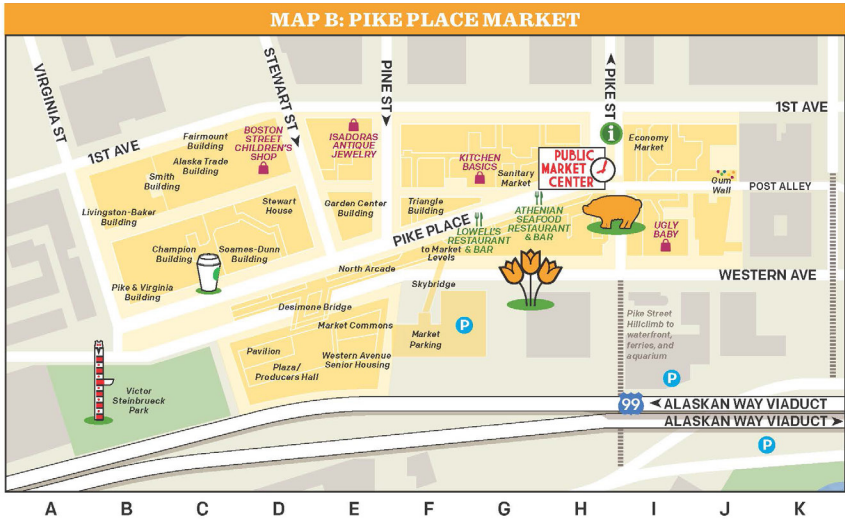 MAP B: PIKE PLACE MARKET
VIRGINIA ST
STEWART ST
PINE ST
PIKE ST
1ST AVE
1ST AVE
Fairmount
Building
BOSTON
STREET
CHILDREN'S
SHOP
ISADORAS
ANTIQUE
JEWELRY
i
Economy
Market
Alaska Trade
Building
Smith
Building
KITCHEN
BASICS
Sanitary
Market
PUBLIC
MARKET
CENTER
Gum
Wall
POST ALLEY
Livingston-Baker
Building
Stewart
House
Garden Center
Building
Triangle
Building
PIKE PLACE
ATHENIAN
SEAFOOD
RESTAURANT
& BAR
LOWELL'S
RESTAURANT
& BAR
UGLY
BABY
Champion
Building
Soames-Dunn
Building
to Market
Levels
North Arcade
WESTERN AVE
Pike & Virginia
Building
Skybridge
Desimone Bridge
Market Commons
Market
Parking
P
Pike Street
Hillclimb to
waterfront,
ferries, and
aquarium
Pavilion
Plaza/
Producers Hall
Western Avenue
Senior Housing
P
Victor
Steinbrueck
Park
99
ALASKAN WAY VIADUCT
ALASKAN WAY VIADUCT
P
A B C D E F G H I J K